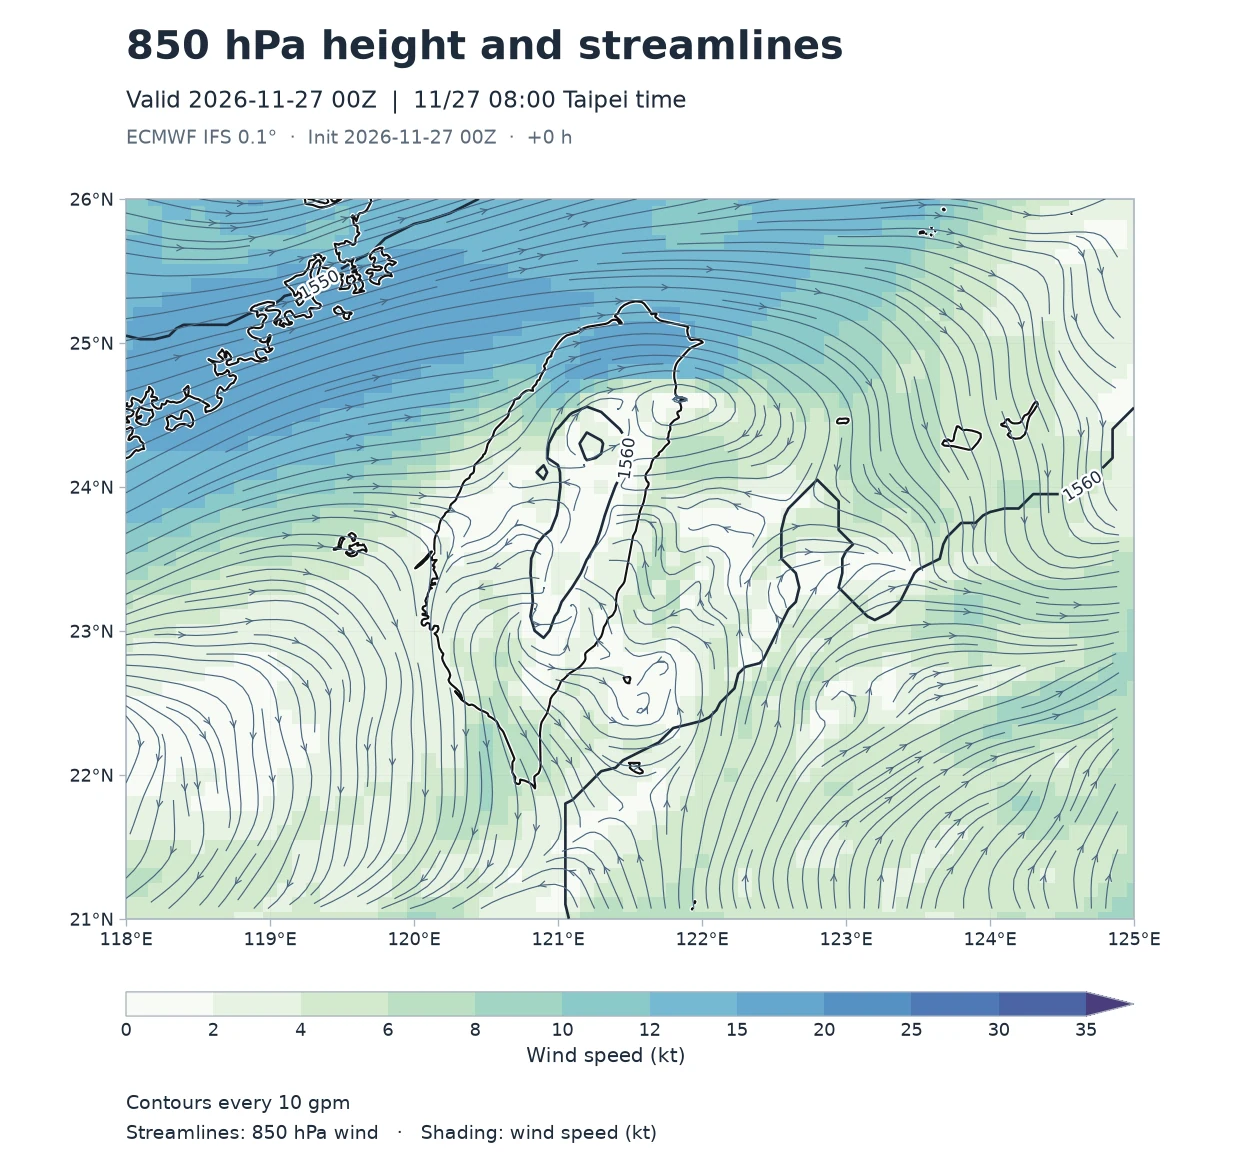 850 hPa height and streamlines
Valid 2026-11-27 00Z | 11/27 08:00 Taipei time
ECMWF IFS 0.1° · Init 2026-11-27 00Z · +0 h
26°N
25°N
24°N
23°N
22°N
21°N
1550
1560
1560
118°E 119°E 120°E 121°E 122°E 123°E 124°E 125°E
0 2 4 6 8 10 12 15 20 25 30 35
Wind speed (kt)
Contours every 10 gpm
Streamlines: 850 hPa wind · Shading: wind speed (kt)